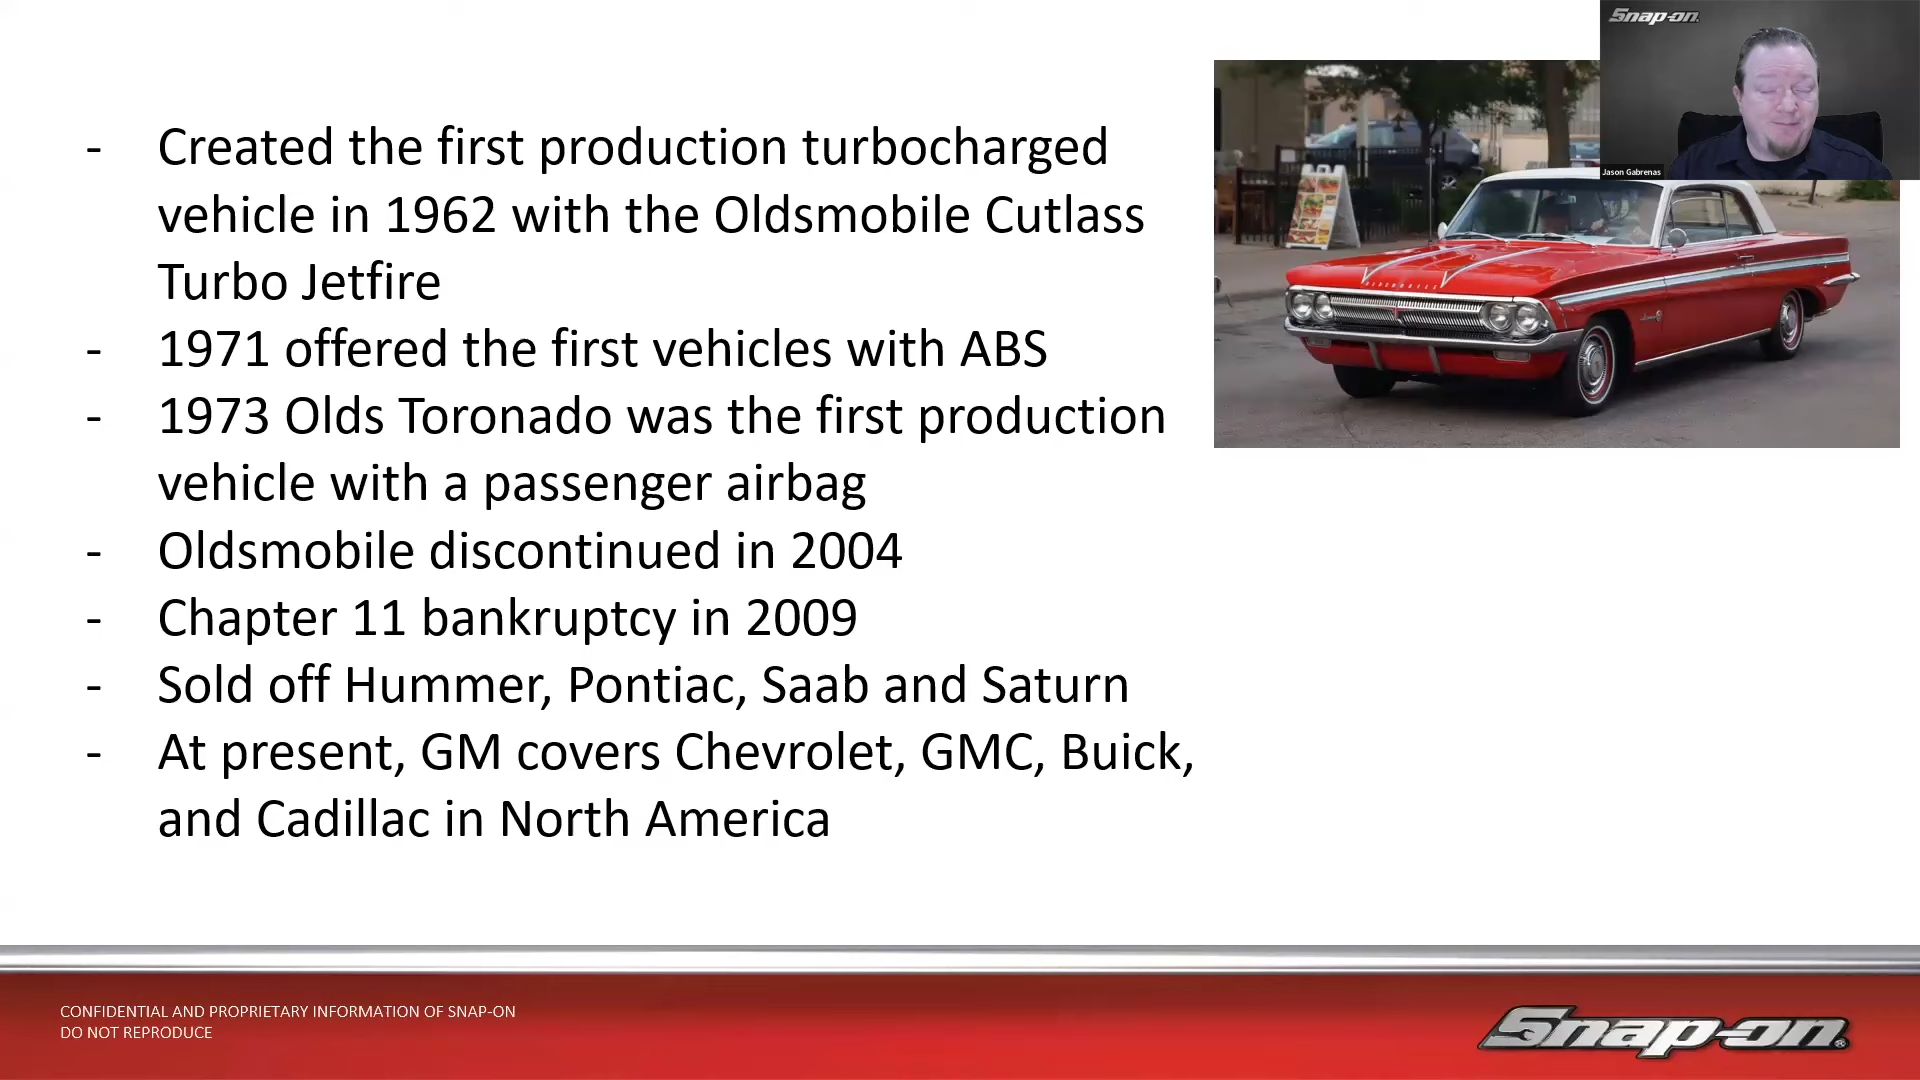 Snap-on
Jason Gabrenas
- Created the first production turbocharged
vehicle in 1962 with the Oldsmobile Cutlass
Turbo Jetfire
- 1971 offered the first vehicles with ABS
- 1973 Olds Toronado was the first production
vehicle with a passenger airbag
- Oldsmobile discontinued in 2004
- Chapter 11 bankruptcy in 2009
- Sold off Hummer, Pontiac, Saab and Saturn
- At present, GM covers Chevrolet, GMC, Buick,
and Cadillac in North America
OLDSMOBILE
CONFIDENTIAL AND PROPRIETARY INFORMATION OF SNAP-ON
DO NOT REPRODUCE
Snap-on®